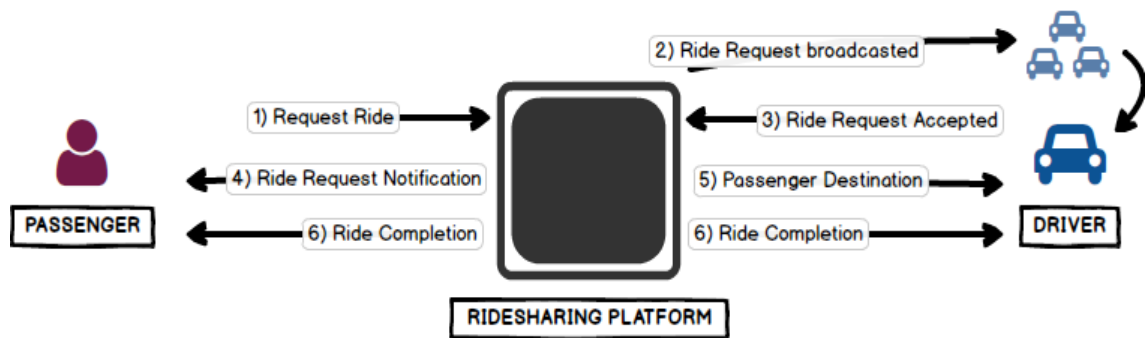 2) Ride Request broadcasted
1) Request Ride
3) Ride Request Accepted
4) Ride Request Notification
5) Passenger Destination
PASSENGER
DRIVER
6) Ride Completion
6) Ride Completion
RIDESHARING PLATFORM